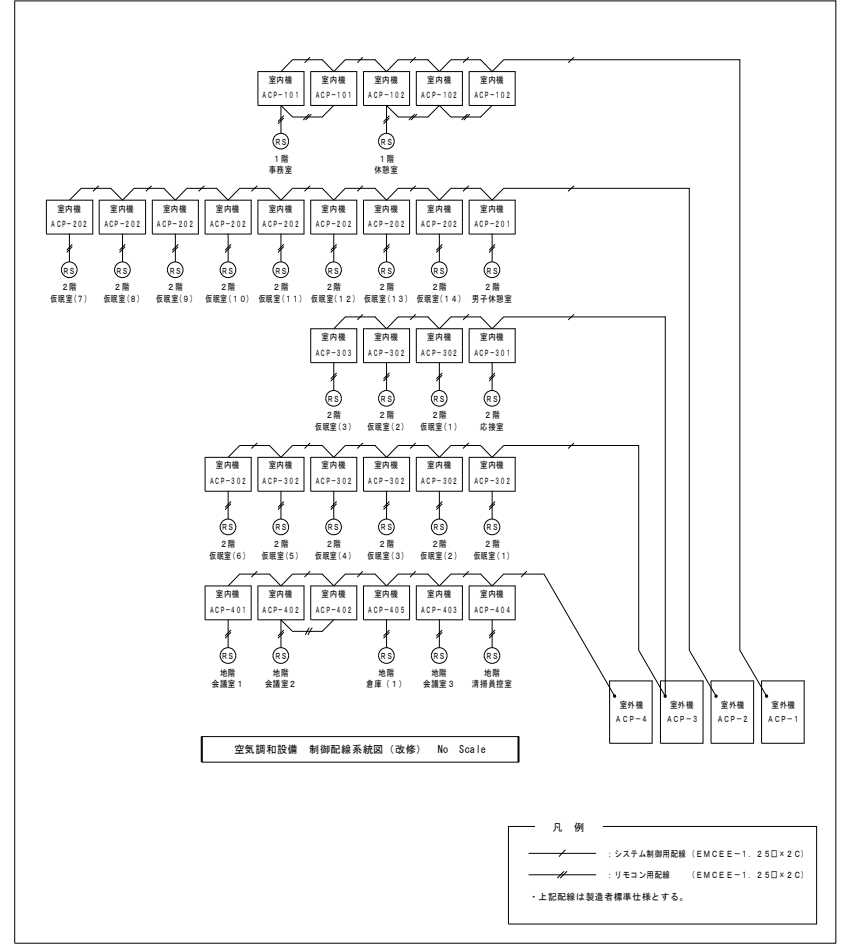 室内機 室内機 室内機 室内機 室内機
ACP-101 ACP-101 ACP-102 ACP-102 ACP-102
RS RS
1階 1階
事務室 休憩室
室内機 室内機 室内機 室内機 室内機 室内機 室内機 室内機 室内機
ACP-202 ACP-202 ACP-202 ACP-202 ACP-202 ACP-202 ACP-202 ACP-202 ACP-201
RS RS RS RS RS RS RS RS RS
2階 2階 2階 2階 2階 2階 2階 2階 2階
仮眠室(7) 仮眠室(8) 仮眠室(9) 仮眠室(10) 仮眠室(11) 仮眠室(12) 仮眠室(13) 仮眠室(14) 男子休憩室
室内機 室内機 室内機 室内機
ACP-303 ACP-302 ACP-302 ACP-301
RS RS RS RS
2階 2階 2階 2階
仮眠室(3) 仮眠室(2) 仮眠室(1) 応接室
室内機 室内機 室内機 室内機 室内機 室内機
ACP-302 ACP-302 ACP-302 ACP-302 ACP-302 ACP-302
RS RS RS RS RS RS
2階 2階 2階 2階 2階 2階
仮眠室(6) 仮眠室(5) 仮眠室(4) 仮眠室(3) 仮眠室(2) 仮眠室(1)
室内機 室内機 室内機 室内機 室内機 室内機
ACP-401 ACP-402 ACP-402 ACP-405 ACP-403 ACP-404
RS RS RS RS RS
地階 地階 地階 地階 地階
会議室1 会議室2 倉庫(1) 会議室3 清掃員控室
室外機 室外機 室外機 室外機
ACP-4 ACP-3 ACP-2 ACP-1
空気調和設備 制御配線系統図(改修) No Scale
凡 例
:システム制御用配線(EMCEE-1.25□×2C)
:リモコン用配線 (EMCEE-1.25□×2C)
・上記配線は製造者標準仕様とする。